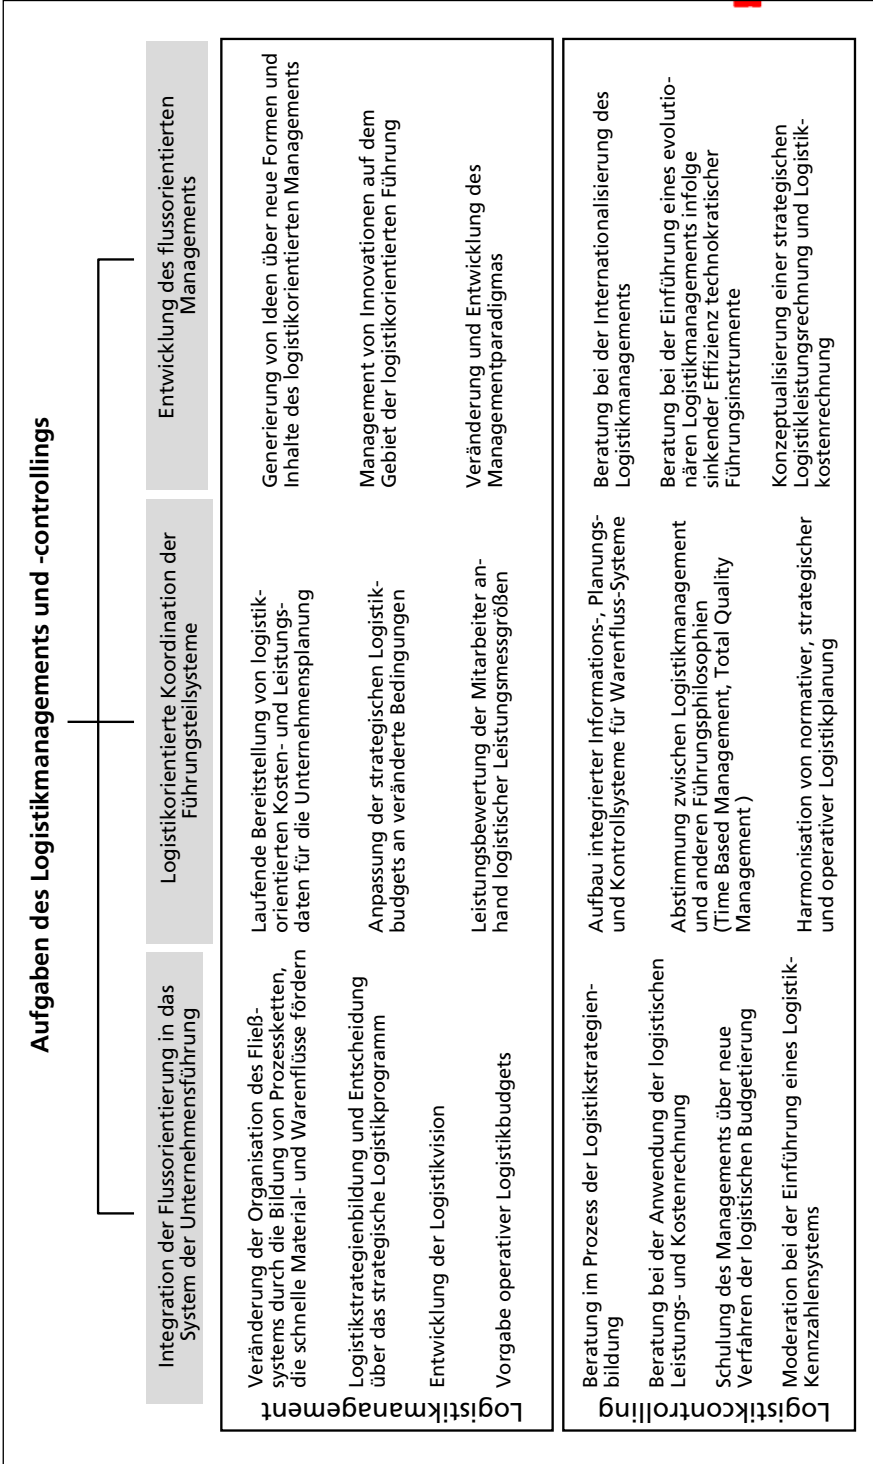 Aufgaben des Logistikmanagements und -controllings
Integration der Flussorientierung in das
System der Unternehmensführung
Logistikorientierte Koordination der
Führungsteilsysteme
Entwicklung des flussorientierten
Managements
Logistikmanagement
Veränderung der Organisation des Fließ-
systems durch die Bildung von Prozessketten,
die schnelle Material- und Warenflüsse fördern
Logistikstrategienbildung und Entscheidung
über das strategische Logistikprogramm
Entwicklung der Logistikvision
Vorgabe operativer Logistikbudgets
Laufende Bereitstellung von logistik-
orientierten Kosten- und Leistungs-
daten für die Unternehmensplanung
Anpassung der strategischen Logistik-
budgets an veränderte Bedingungen
Leistungsbewertung der Mitarbeiter an-
hand logistischer Leistungsmessgrößen
Generierung von Ideen über neue Formen und
Inhalte des logistikorientierten Managements
Management von Innovationen auf dem
Gebiet der logistikorientierten Führung
Veränderung und Entwicklung des
Managementparadigmas
Logistikcontrolling
Beratung im Prozess der Logistikstrategien-
bildung
Beratung bei der Anwendung der logistischen
Leistungs- und Kostenrechnung
Schulung des Managements über neue
Verfahren der logistischen Budgetierung
Moderation bei der Einführung eines Logistik-
Kennzahlensystems
Aufbau integrierter Informations-, Planungs-
und Kontrollsysteme für Warenfluss-Systeme
Abstimmung zwischen Logistikmanagement
und anderen Führungsphilosophien
(Time Based Management, Total Quality
Management )
Harmonisation von normativer, strategischer
und operativer Logistikplanung
Beratung bei der Internationalisierung des
Logistikmanagements
Beratung bei der Einführung eines evolutio-
nären Logistikmanagements infolge
sinkender Effizienz technokratischer
Führungsinstrumente
Konzeptualisierung einer strategischen
Logistikleistungsrechnung und Logistik-
kostenrechnung